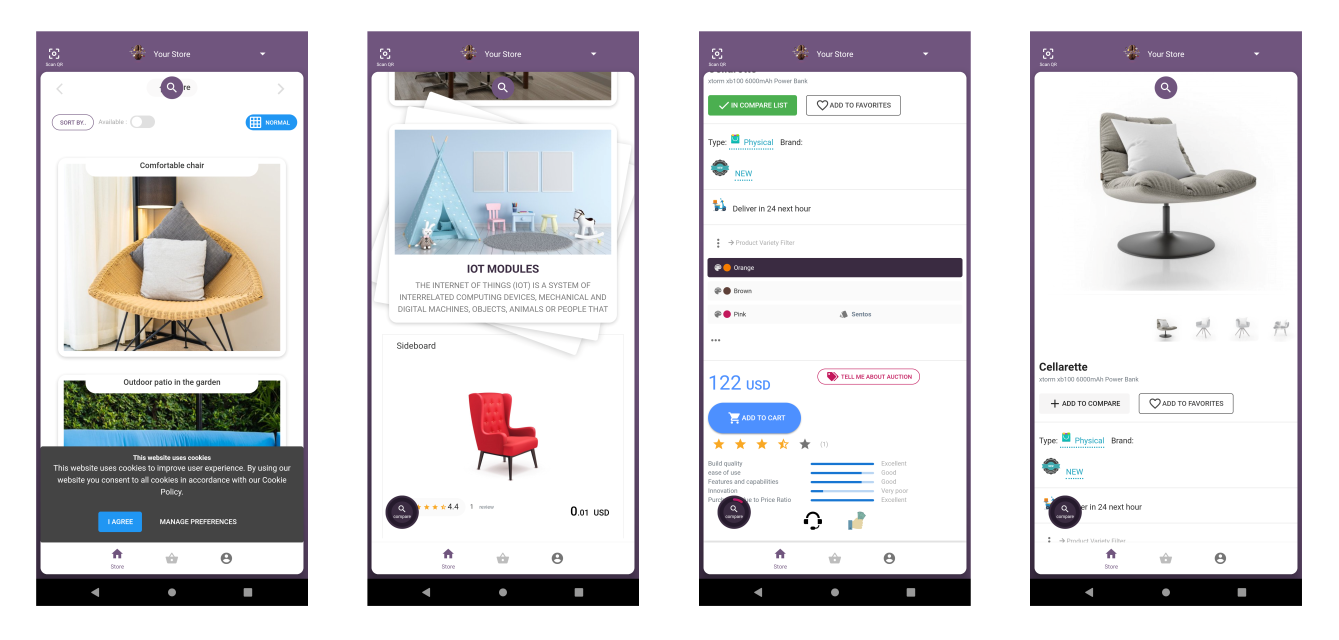 Scan QR
Your Store
re
SORT BY..
Available :
NORMAL
Comfortable chair
Outdoor patio in the garden
This website uses cookies
This website uses cookies to improve user experience. By using our
website you consent to all cookies in accordance with our Cookie
Policy.
I AGREE
MANAGE PREFERENCES
Store
Scan QR
Your Store
IOT MODULES
THE INTERNET OF THINGS (IOT) IS A SYSTEM OF
INTERRELATED COMPUTING DEVICES, MECHANICAL AND
DIGITAL MACHINES, OBJECTS, ANIMALS OR PEOPLE THAT
Sideboard
compare
4.4
1 review
0.01 USD
Store
Scan QR
Your Store
Cellarette
xtorm xb100 6000mAh Power Bank
IN COMPARE LIST
ADD TO FAVORITES
Type: Physical Brand:
NEW
Deliver in 24 next hour
Product Variety Filter
Orange
Brown
Pink
Sentos
122 USD
TELL ME ABOUT AUCTION
ADD TO CART
(1)
Build quality Excellent
ease of use Good
Features and capabilities Good
Innovation Very poor
Purch ue to Price Ratio Excellent
compare
Store
Scan QR
Your Store
Cellarette
xtorm xb100 6000mAh Power Bank
ADD TO COMPARE
ADD TO FAVORITES
Type: Physical Brand:
NEW
er in 24 next hour
compare
Product Variety Filter
Store